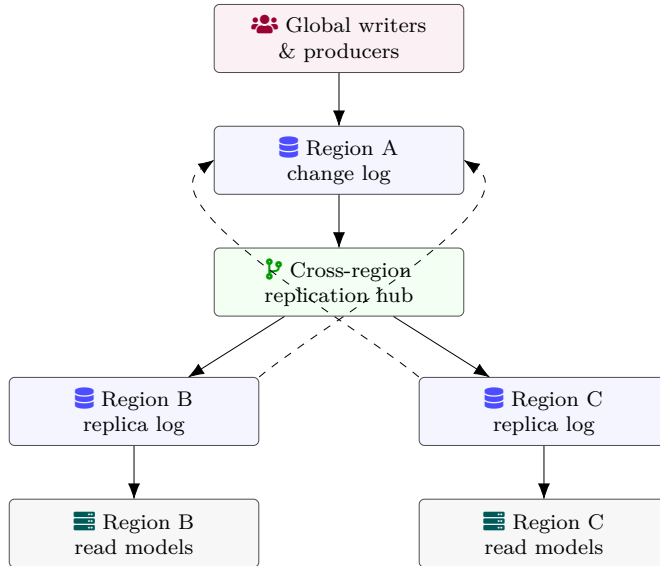 Global writers
& producers
Region A
change log
Cross-region
replication hub
Region B
replica log
Region C
replica log
Region B
read models
Region C
read models